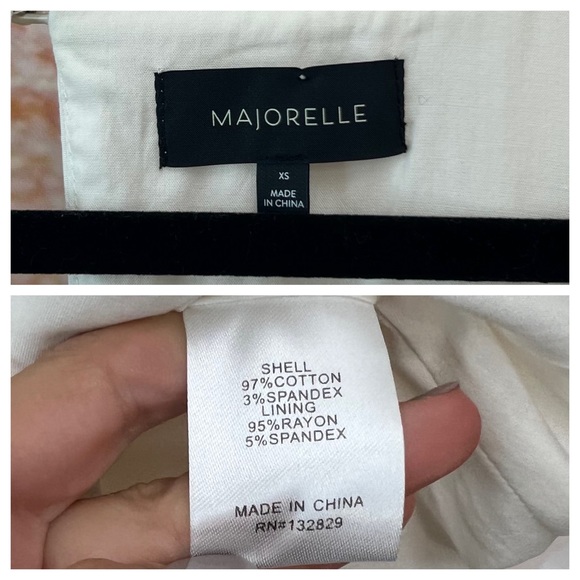 MAJORELLE
XS
MADE
IN CHINA
SHELL
97%COTTON
3%SPANDEX
LINING
95%RAYON
5%SPANDEX
MADE IN CHINA
RN#132829